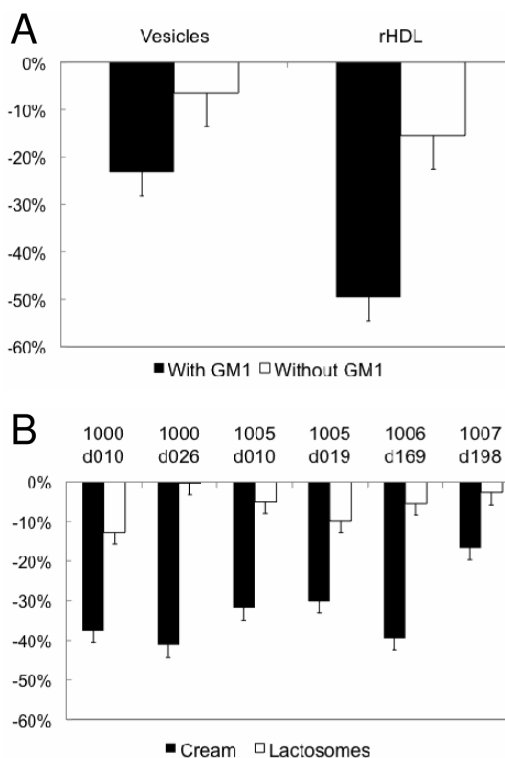 A
Vesicles rHDL
0%
-10%
-20%
-30%
-40%
-50%
-60%
With GM1 Without GM1
B
1000 1000 1005 1005 1006 1007
d010 d026 d010 d019 d169 d198
0%
-10%
-20%
-30%
-40%
-50%
-60%
Cream Lactosomes